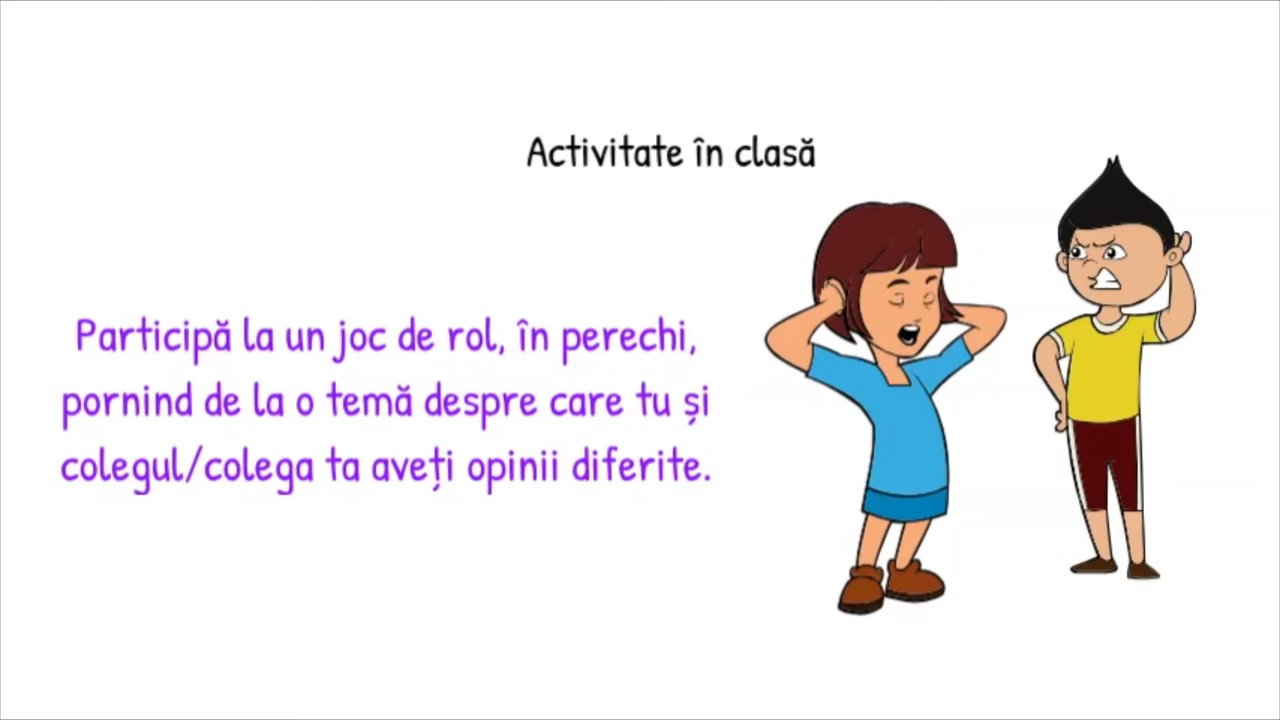 Activitate în clasă
Participă la un joc de rol, în perechi,
pornind de la o temă despre care tu și
colegul/colega ta aveți opinii diferite.